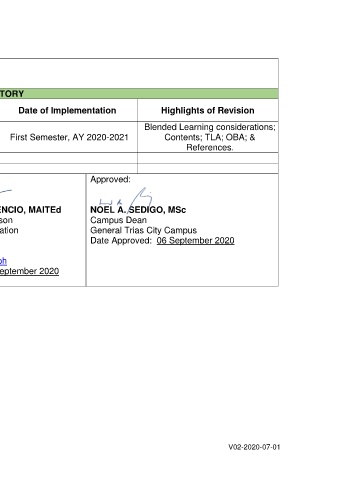 TORY
Date of Implementation
Highlights of Revision
First Semester, AY 2020-2021
Blended Learning considerations;
Contents; TLA; OBA; &
References.
ENCIO, MAITEd
son
ation
ph
eptember 2020
Approved:
NOEL A. SEDIGO, MSc
Campus Dean
General Trias City Campus
Date Approved: 06 September 2020
V02-2020-07-01